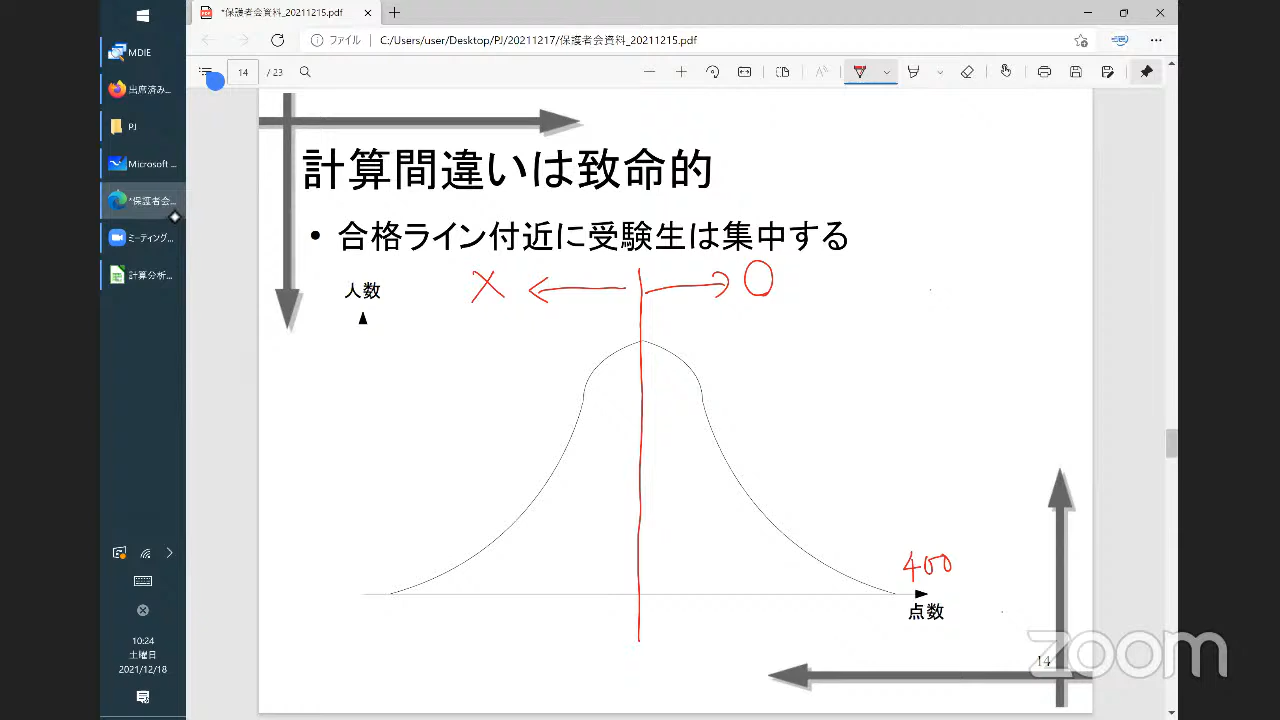 *保護者会資料_20211215.pdf
ファイル
C:/Users/user/Desktop/PJ/20211217/保護者会資料_20211215.pdf
14
/ 23
MDIE
出席済み...
PJ
Microsoft ...
*保護者会...
ミーティング...
計算分析...
計算間違いは致命的
• 合格ライン付近に受験生は集中する
人数
X
O
400
点数
14
zoom
10:24
土曜日
2021/12/18